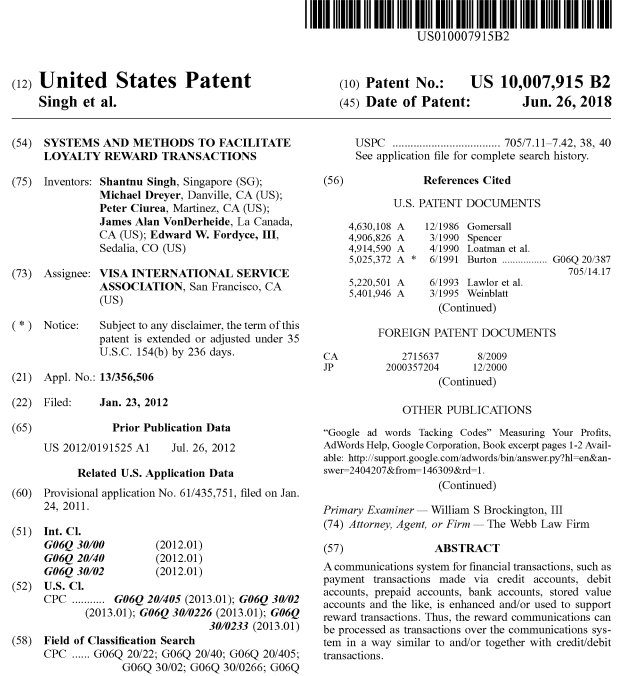 US010007915B2
(12) United States Patent
Singh et al.
(10) Patent No.: US 10,007,915 B2
(45) Date of Patent: Jun. 26, 2018
(54) SYSTEMS AND METHODS TO FACILITATE
LOYALTY REWARD TRANSACTIONS
(75) Inventors: Shantnu Singh, Singapore (SG);
Michael Dreyer, Danville, CA (US);
Peter Ciurea, Martinez, CA (US);
James Alan VonDerheide, La Canada,
CA (US); Edward W. Fordyce, III,
Sedalia, CO (US)
(73) Assignee: VISA INTERNATIONAL SERVICE
ASSOCIATION, San Francisco, CA
(US)
( * ) Notice: Subject to any disclaimer, the term of this
patent is extended or adjusted under 35
U.S.C. 154(b) by 236 days.
(21) Appl. No.: 13/356,506
(22) Filed: Jan. 23, 2012
(65) Prior Publication Data
US 2012/0191525 A1 Jul. 26, 2012
Related U.S. Application Data
(60) Provisional application No. 61/435,751, filed on Jan.
24, 2011.
(51) Int. Cl.
G06Q 30/00 (2012.01)
G06Q 20/40 (2012.01)
G06Q 30/02 (2012.01)
(52) U.S. Cl.
CPC ........... G06Q 20/405 (2013.01); G06Q 30/02
(2013.01); G06Q 30/0226 (2013.01); G06Q
30/0233 (2013.01)
(58) Field of Classification Search
CPC ...... G06Q 20/22; G06Q 20/40; G06Q 20/405;
G06Q 30/02; G06Q 30/0266; G06Q
USPC ................................... 705/7.11–7.42, 38, 40
See application file for complete search history.
(56) References Cited
U.S. PATENT DOCUMENTS
4,630,108 A 12/1986 Gomersall
4,906,826 A 3/1990 Spencer
4,914,590 A 4/1990 Loatman et al.
5,025,372 A * 6/1991 Burton ................. G06Q 20/387
705/14.17
5,220,501 A 6/1993 Lawlor et al.
5,401,946 A 3/1995 Weinblatt
(Continued)
FOREIGN PATENT DOCUMENTS
CA 2715637 8/2009
JP 2000357204 12/2000
(Continued)
OTHER PUBLICATIONS
“Google ad words Tacking Codes” Measuring Your Profits,
AdWords Help, Google Corporation, Book excerpt pages 1-2 Avail-
able: http://support.google.com/adwords/bin/answer.py?hl=en&an-
swer=2404207&from=146309&rd=1.
(Continued)
Primary Examiner — William S Brockington, III
(74) Attorney, Agent, or Firm — The Webb Law Firm
(57) ABSTRACT
A communications system for financial transactions, such as
payment transactions made via credit accounts, debit
accounts, prepaid accounts, bank accounts, stored value
accounts and the like, is enhanced and/or used to support
reward transactions. Thus, the reward communications can
be processed as transactions over the communications sys-
tem in a way similar to and/or together with credit/debit
transactions.